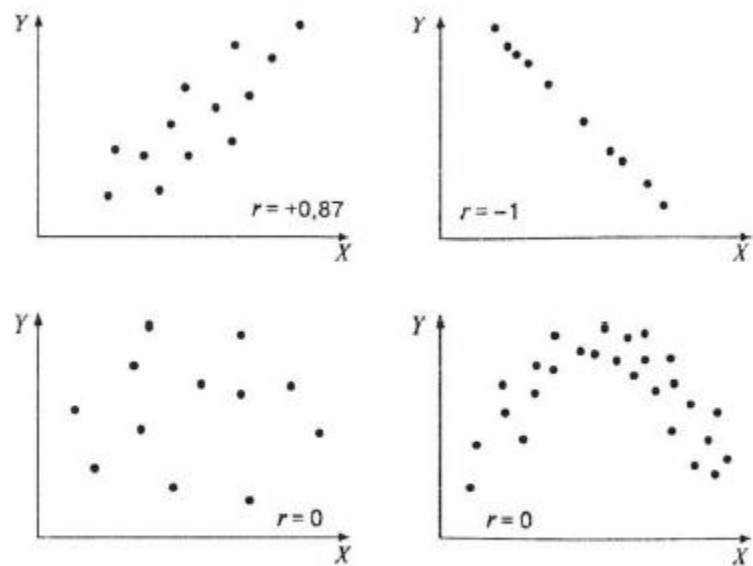 Y
r = +0,87
X
Y
r = −1
X
Y
r = 0
X
Y
r = 0
X